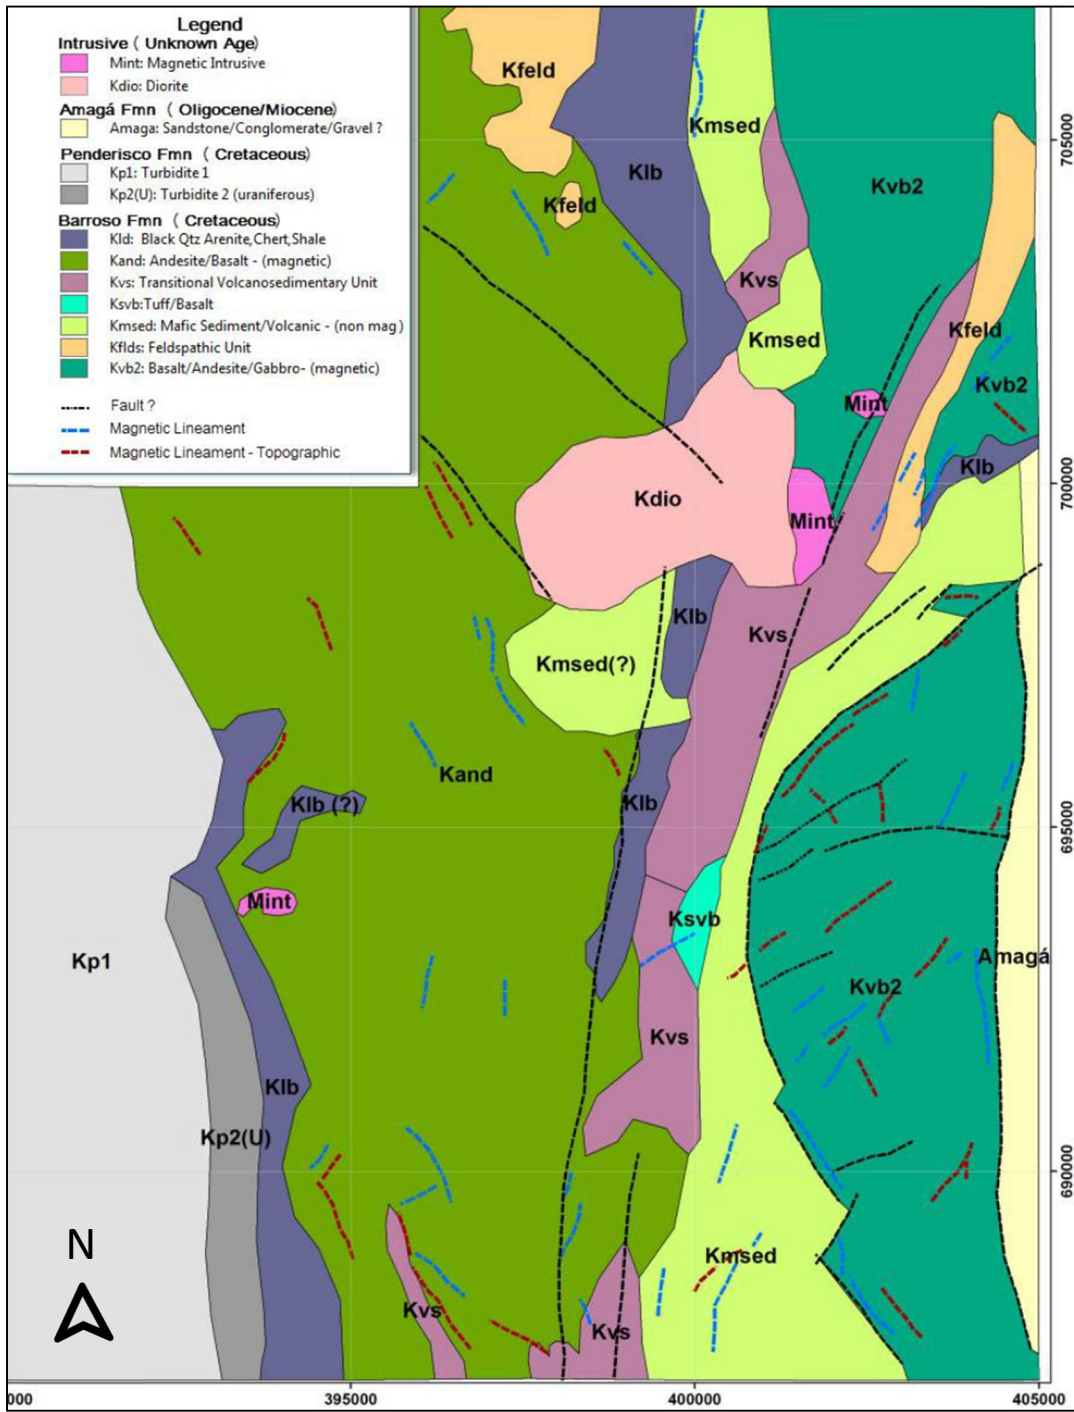 Legend
Intrusive ( Unknown Age)
Mint: Magnetic Intrusive
Kdio: Diorite
Amagá Fmn ( Oligocene/Miocene)
Amaga: Sandstone/Conglomerate/Gravel ?
Penderisco Fmn ( Cretaceous)
Kp1: Turbidite 1
Kp2(U): Turbidite 2 (uraniferous)
Barroso Fmn ( Cretaceous)
Kld: Black Qtz Arenite,Chert,Shale
Kand: Andesite/Basalt - (magnetic)
Kvs: Transitional Volcanosedimentary Unit
Ksvb:Tuff/Basalt
Kmsed: Mafic Sediment/Volcanic - (non mag)
Kflds: Feldspathic Unit
Kvb2: Basalt/Andesite/Gabbro- (magnetic)
Fault ?
Magnetic Lineament
Magnetic Lineament - Topographic
Kfeld
Kmsed
705000
Klb
Kvb2
Kfeld
Kvs
Kmsed
Kfeld
Kvb2
Mint
Klb
700000
Kdio
Mint
Klb
Kvs
Kmsed(?)
Kand
Klb (?)
Klb
695000
Mint
Ksvb
Kp1
Amagá
Kvb2
Kvs
Klb
Kp2(U)
690000
N
Kmsed
Kvs
Kvs
000
395000
400000
405000